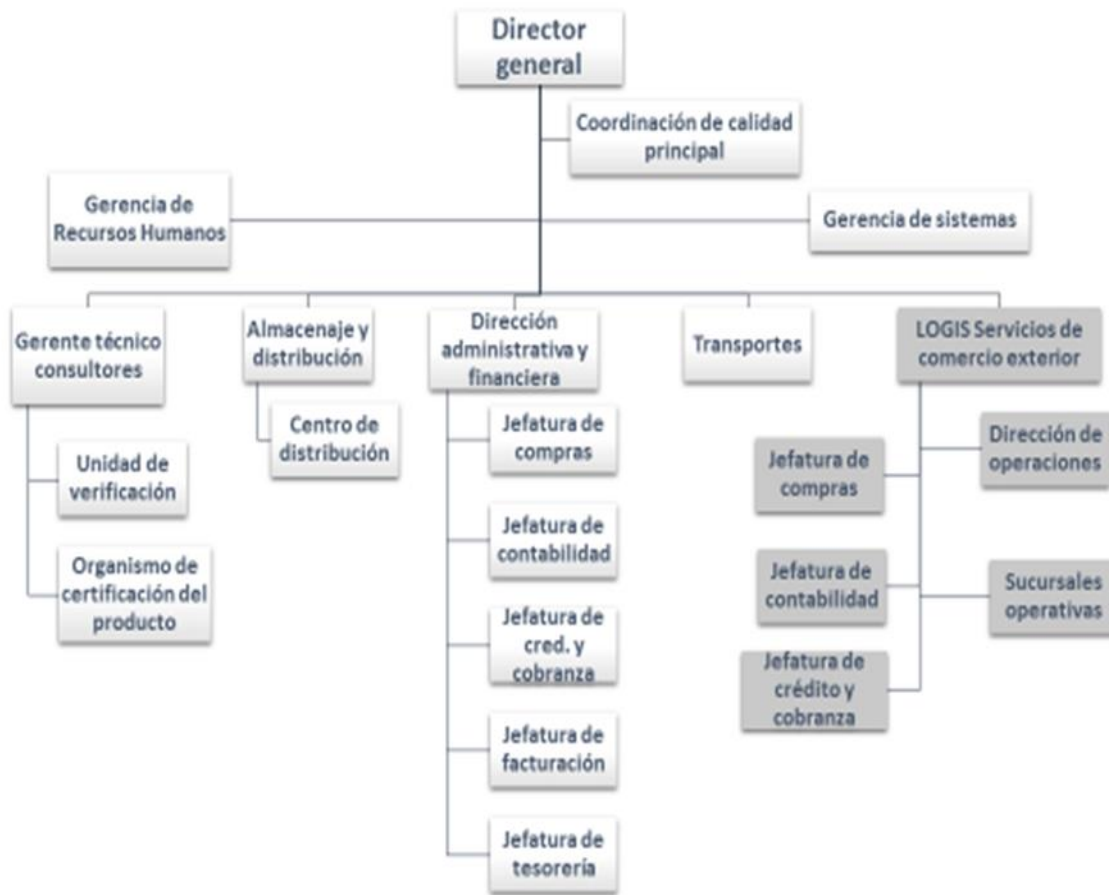 Director
general
Coordinación de calidad
principal
Gerencia de
Recursos Humanos
Gerencia de sistemas
Gerente técnico
consultores
Almacenaje y
distribución
Dirección
administrativa y
financiera
Transportes
LOGIS Servicios de
comercio exterior
Unidad de
verificación
Organismo de
certificación del
producto
Centro de
distribución
Jefatura de
compras
Jefatura de
contabilidad
Jefatura de
cred. y
cobranza
Jefatura de
facturación
Jefatura de
tesorería
Jefatura de
compras
Jefatura de
contabilidad
Jefatura de
crédito y
cobranza
Dirección de
operaciones
Sucursales
operativas